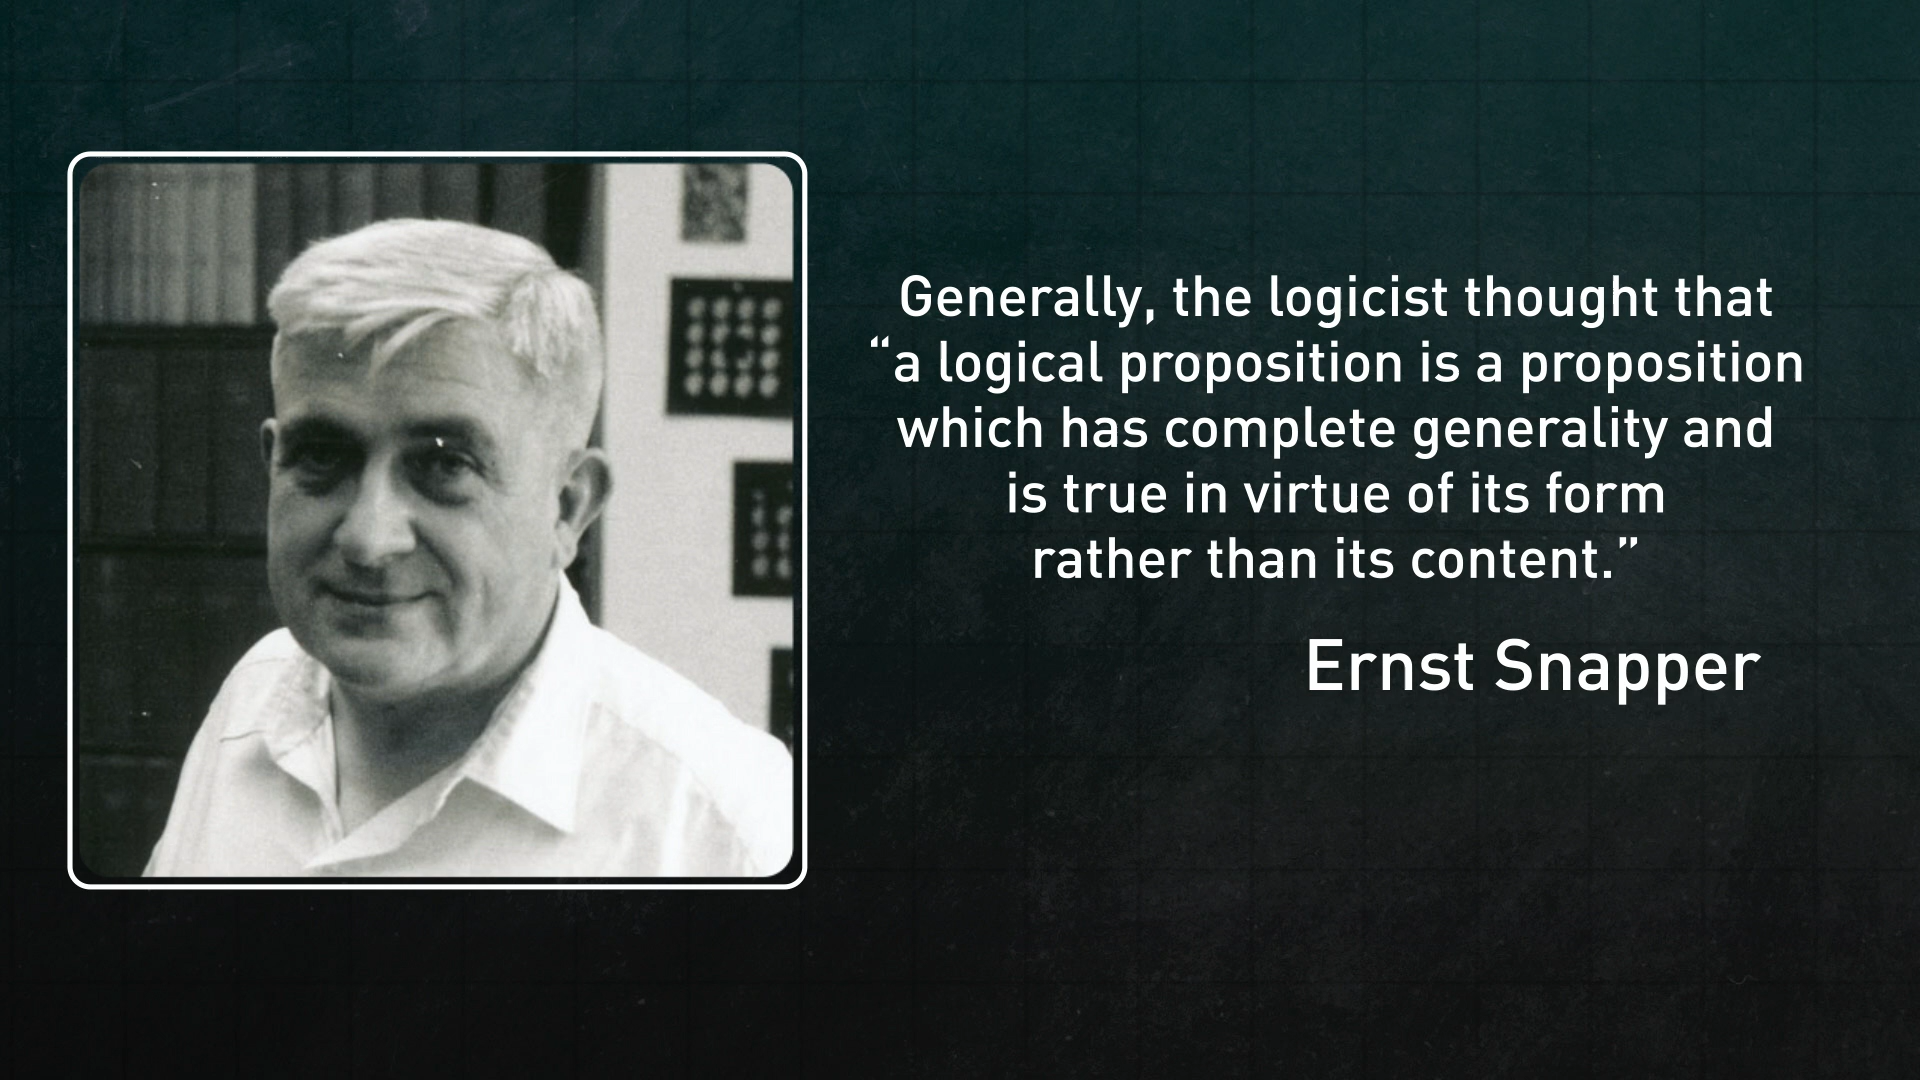 Generally, the logicist thought that
“a logical proposition is a proposition
which has complete generality and
is true in virtue of its form
rather than its content.”
Ernst Snapper